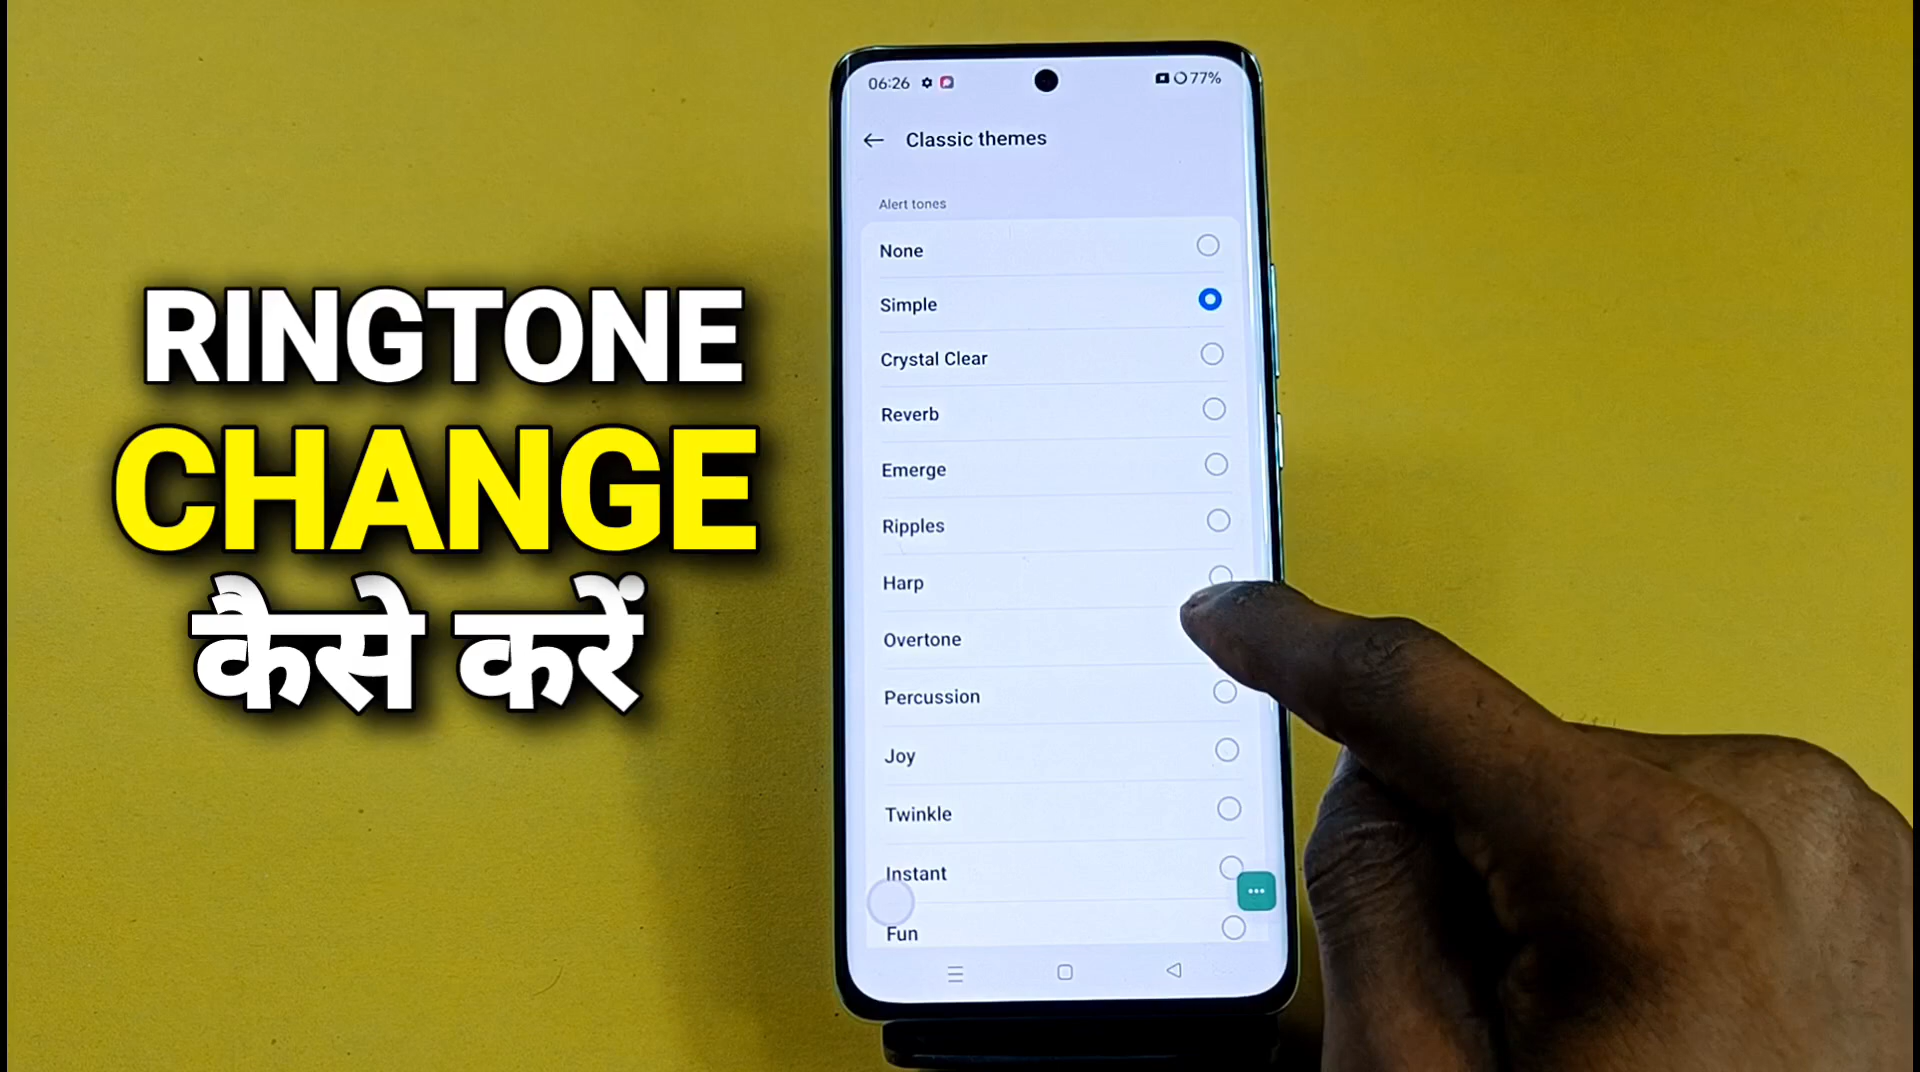 RINGTONE
CHANGE
कैसे करें
06:26
77%
Classic themes
Alert tones
None
Simple
Crystal Clear
Reverb
Emerge
Ripples
Harp
Overtone
Percussion
Joy
Twinkle
Instant
Fun